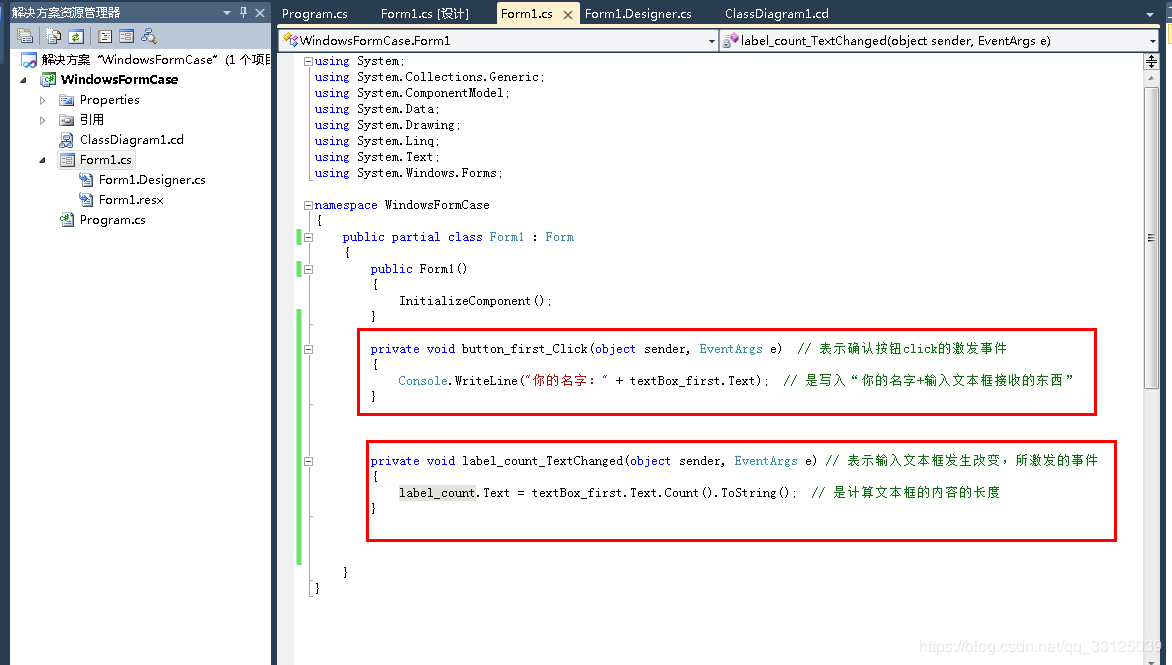 解决方案资源管理器
解决方案 "WindowsFormCase" (1 个项目
WindowsFormCase
Properties
引用
ClassDiagram1.cd
Form1.cs
Form1.Designer.cs
Form1.resx
Program.cs
Program.cs Form1.cs [设计] Form1.cs Form1.Designer.cs ClassDiagram1.cd
WindowsFormCase.Form1 label_count_TextChanged(object sender, EventArgs e)
using System;
using System.Collections.Generic;
using System.ComponentModel;
using System.Data;
using System.Drawing;
using System.Linq;
using System.Text;
using System.Windows.Forms;
namespace WindowsFormCase
{
public partial class Form1 : Form
{
public Form1()
{
InitializeComponent();
}
private void button_first_Click(object sender, EventArgs e) // 表示确认按钮click的激发事件
{
Console.WriteLine("你的名字：" + textBox_first.Text); // 是写入“你的名字+输入文本框接收的东西”
}
private void label_count_TextChanged(object sender, EventArgs e) // 表示输入文本框发生改变，所激发的事件
{
label_count.Text = textBox_first.Text.Count().ToString(); // 是计算文本框的内容的长度
}
}
}
https://blog.csdn.net/qq_33125039